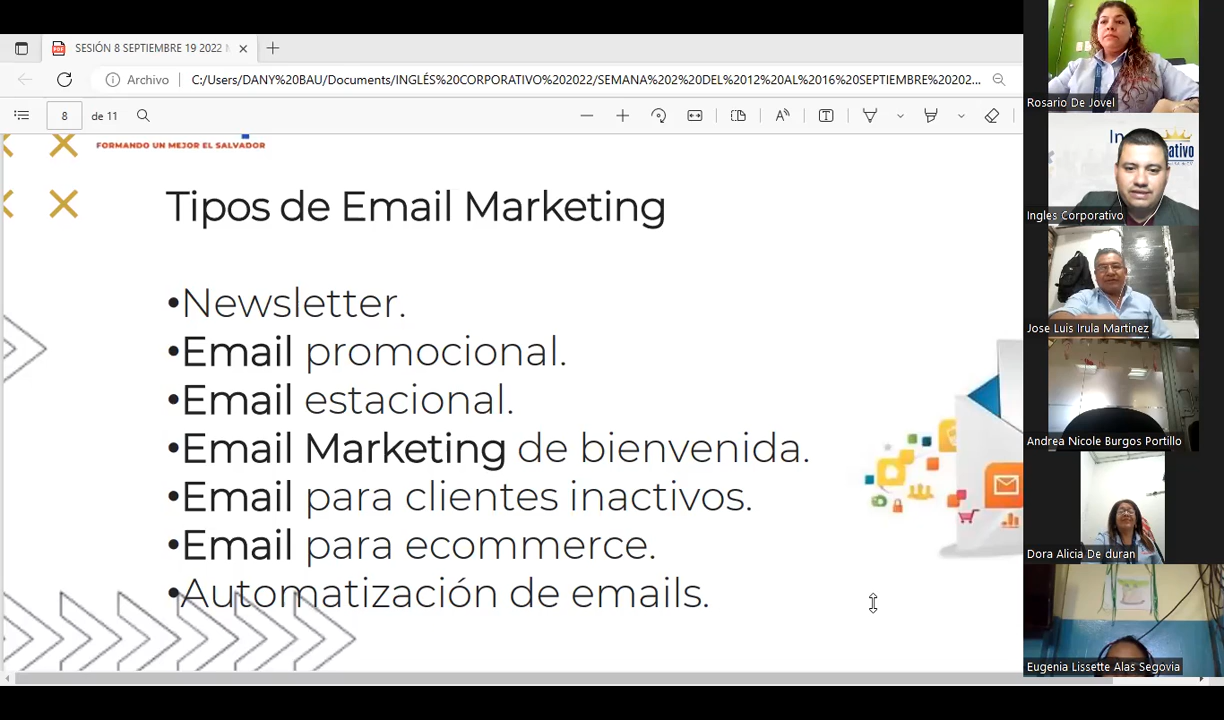 SESIÓN 8 SEPTIEMBRE 19 2022
Archivo
C:/Users/DANY%20BAU/Documents/INGLÉS%20CORPORATIVO%202022/SEMANA%202%20DEL%2012%20AL%2016%20SEPTIEMBRE%20202...
8
de 11
FORMANDO UN MEJOR EL SALVADOR
Tipos de Email Marketing
•Newsletter.
•Email promocional.
•Email estacional.
•Email Marketing de bienvenida.
•Email para clientes inactivos.
•Email para ecommerce.
•Automatización de emails.
Rosario De Jovel
Ingles Corporativo
Jose Luis Irula Martinez
Andrea Nicole Burgos Portillo
Dora Alicia De duran
Eugenia Lissette Alas Segovia